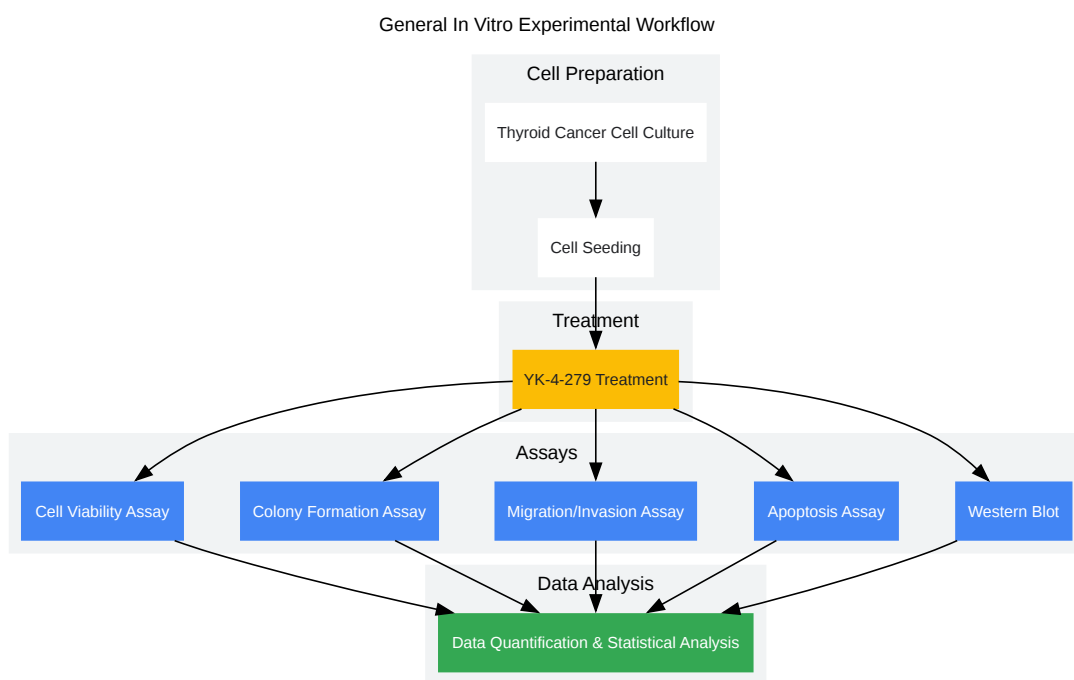 General In Vitro Experimental Workflow
Cell Preparation
Thyroid Cancer Cell Culture
Cell Seeding
Treatment
YK-4-279 Treatment
Assays
Cell Viability Assay
Colony Formation Assay
Migration/Invasion Assay
Apoptosis Assay
Western Blot
Data Analysis
Data Quantification & Statistical Analysis